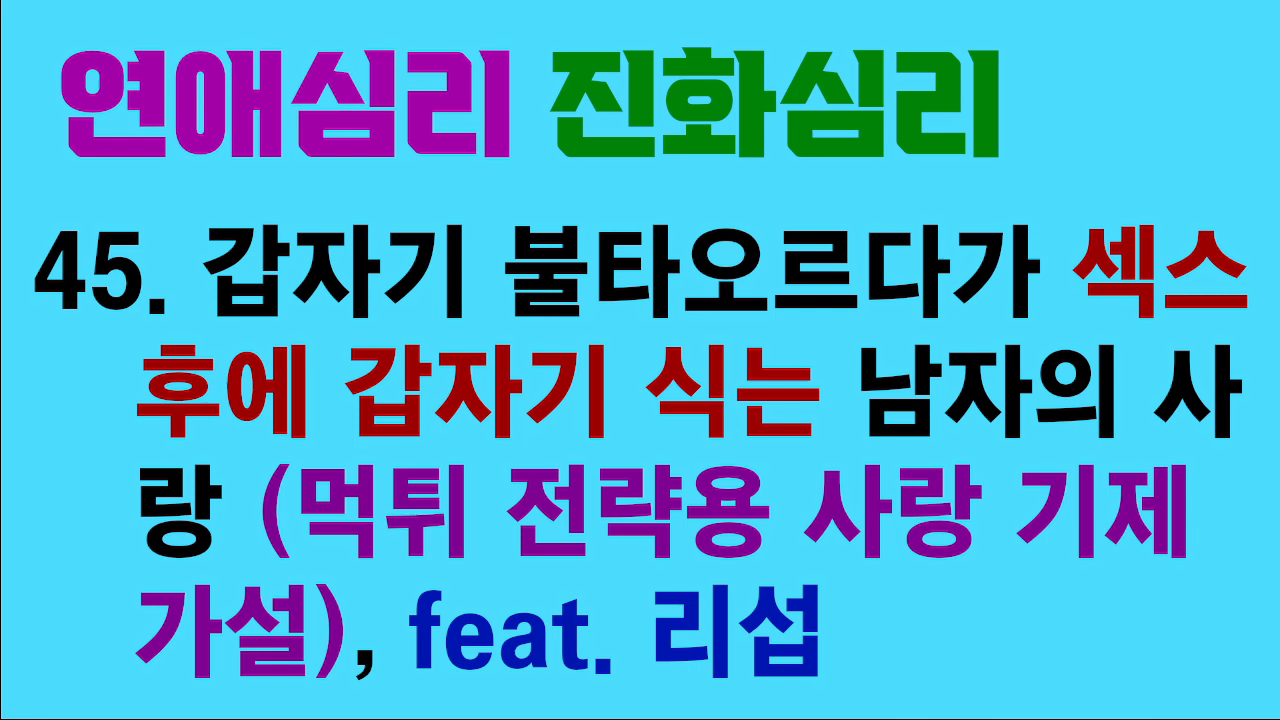 연애심리 진화심리
45. 갑자기 불타오르다가 섹스
후에 갑자기 식는 남자의 사
랑 (먹튀 전략용 사랑 기제
가설), feat. 리섭